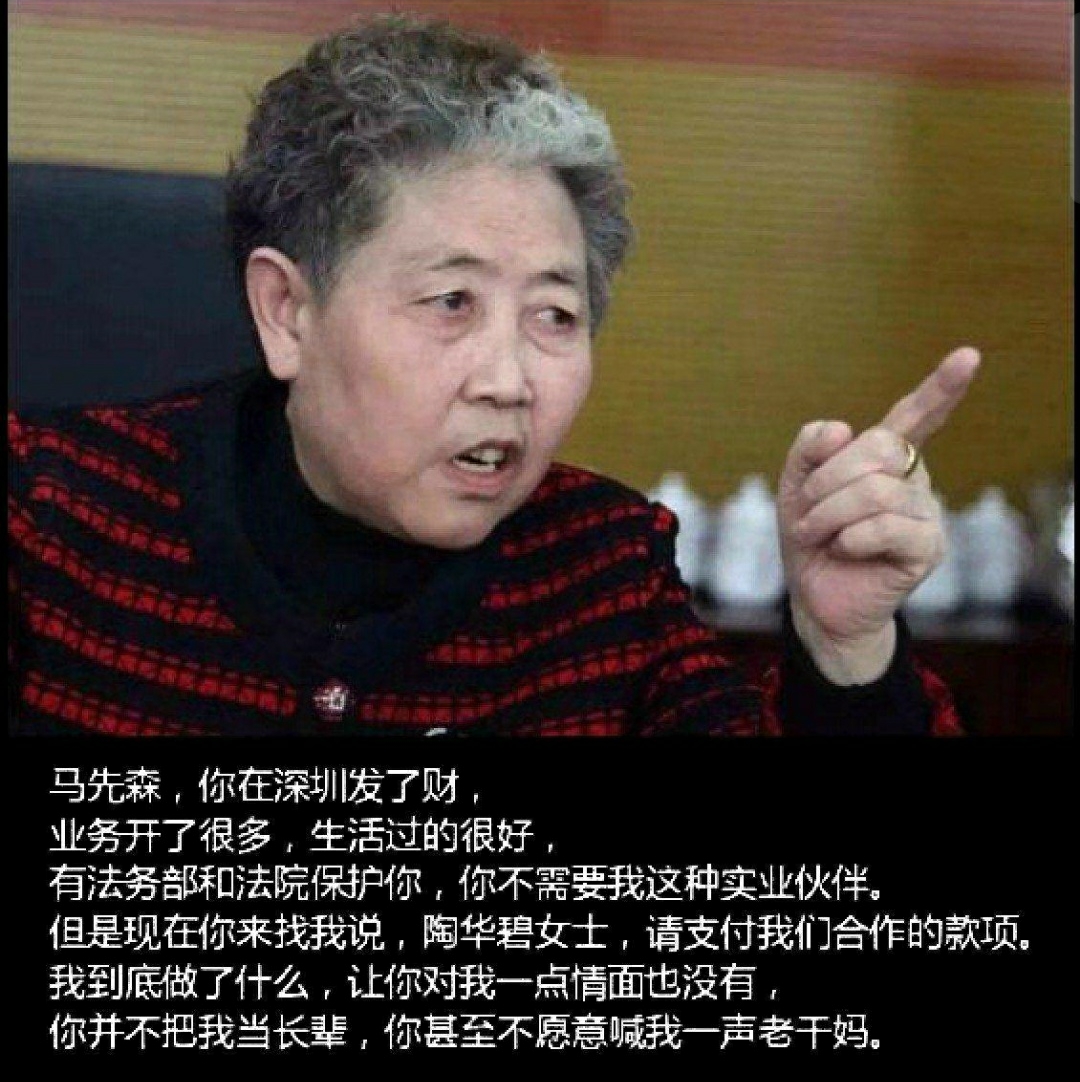 马先森，你在深圳发了财，
业务开了很多，生活过的很好，
有法务部和法院保护你，你不需要我这种实业伙伴。
但是现在你来找我说，陶华碧女士，请支付我们合作的款项。
我到底做了什么，让你对我一点情面也没有，
你并不把我当长辈，你甚至不愿意喊我一声老干妈。